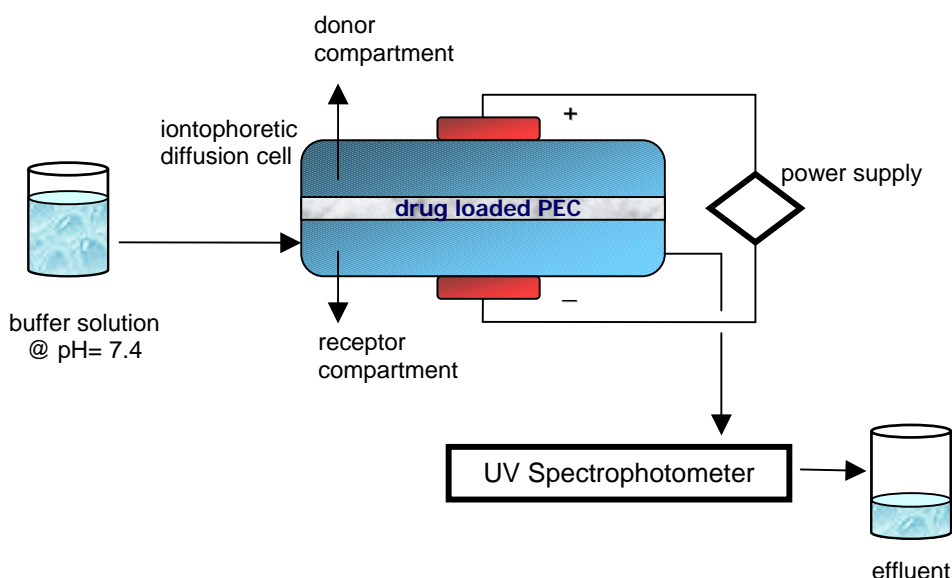 donor
compartment
iontophoretic
diffusion cell
+
power supply
drug loaded PEC
buffer solution
@ pH= 7.4
–
receptor
compartment
UV Spectrophotometer
effluent